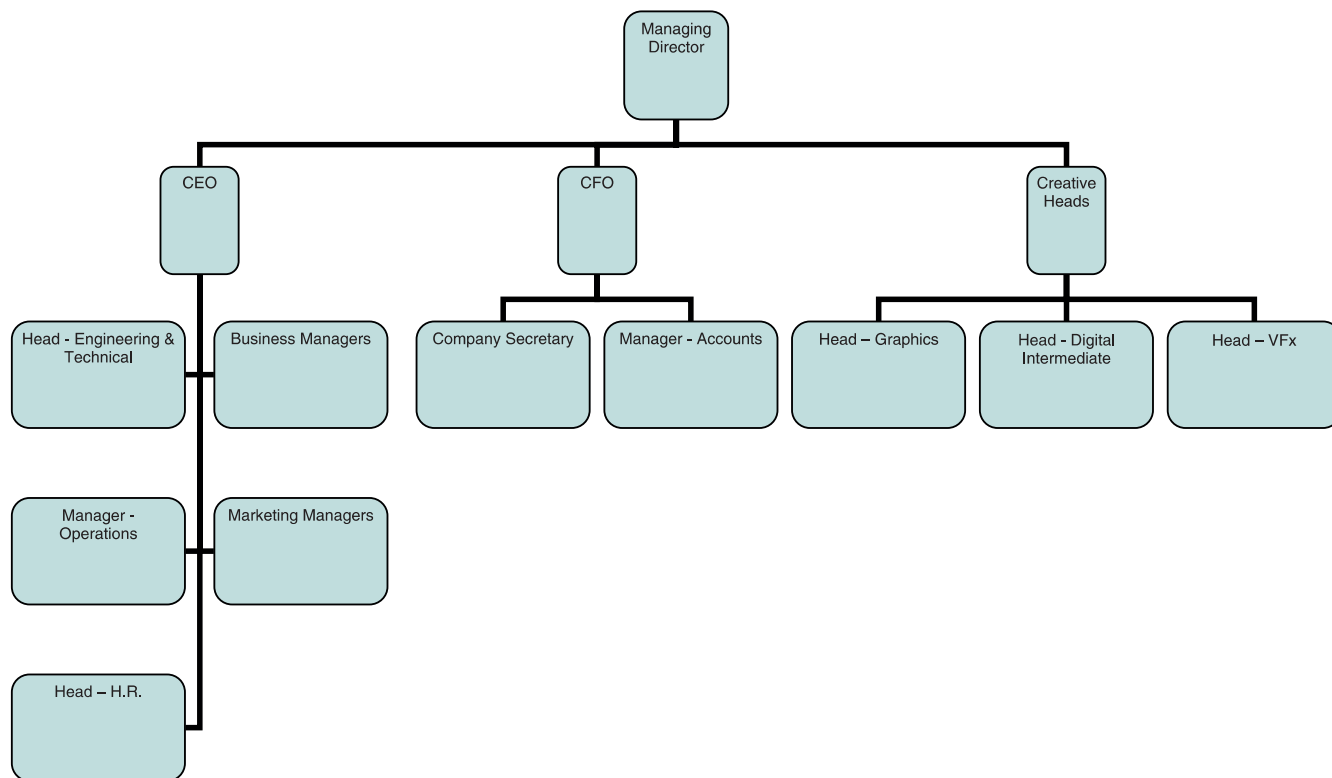 Managing
Director
CEO
CFO
Creative
Heads
Head - Engineering &
Technical
Business Managers
Company Secretary
Manager - Accounts
Head – Graphics
Head - Digital
Intermediate
Head – VFx
Manager -
Operations
Marketing Managers
Head – H.R.